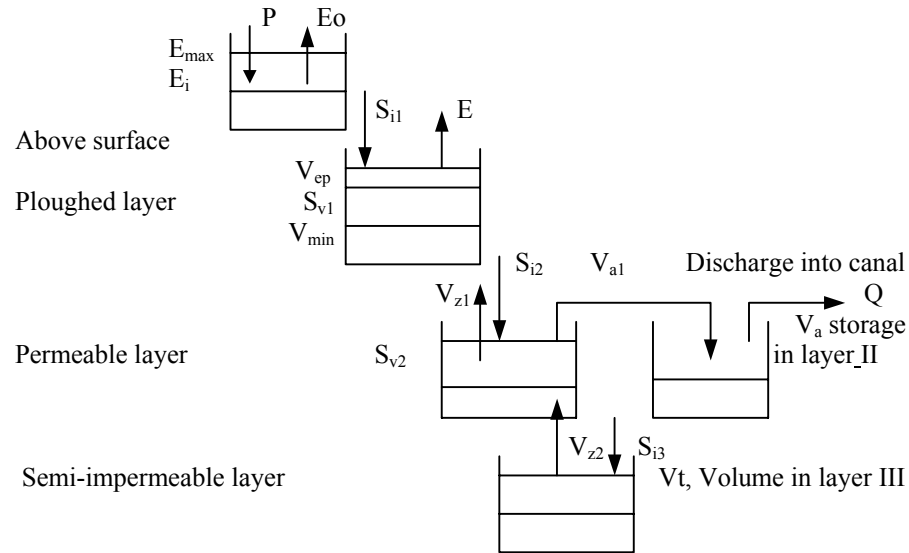 P Eo
Emax
Ei
Si1 E
Above surface
Vep
Ploughed layer Sv1
Vmin
Si2 Va1 Discharge into canal
Vz1 Q
Va storage
Permeable layer Sv2 in layer II
Vz2 Si3
Semi-impermeable layer Vt, Volume in layer III